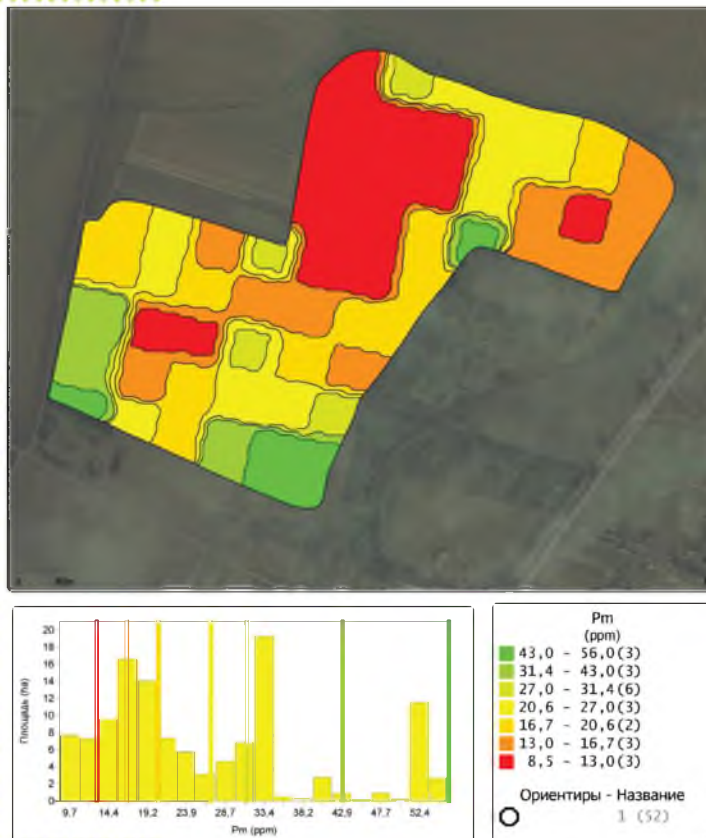 20
18
16
14
12
10
8
6
4
2
0
Площадь (ha)
9.7 14.4 19.2 23.9 28.7 33.4 38.2 42.9 47.7 52.4
Pm (ppm)
Pm
(ppm)
43,0 - 56,0(3)
31,4 - 43,0(3)
27,0 - 31,4(6)
20,6 - 27,0(3)
16,7 - 20,6(2)
13,0 - 16,7(3)
8,5 - 13,0(3)
Ориентиры - Название
1 (52)